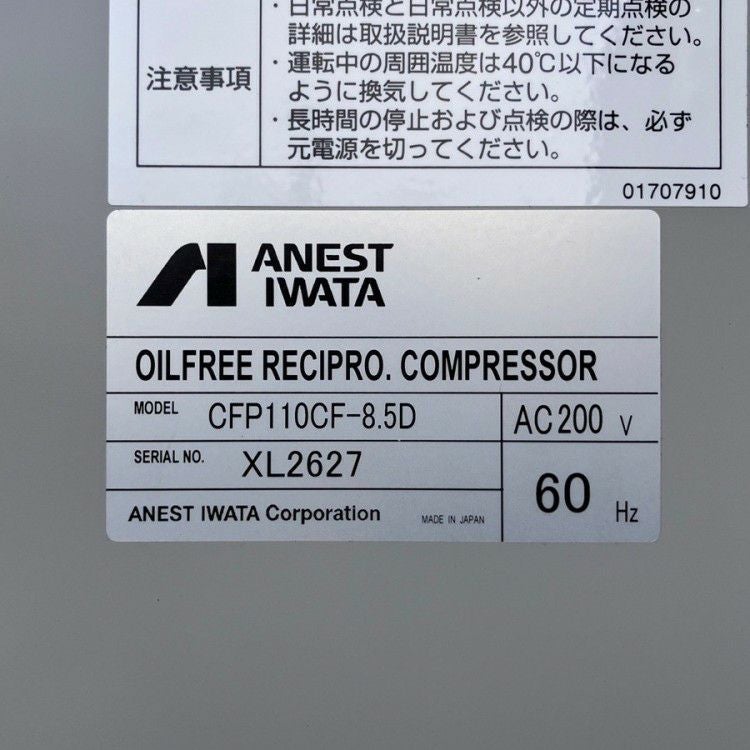 ・日常点検と日常点検以外の定期点検の
詳細は取扱説明書を参照してください。
注意事項
・運転中の周囲温度は40℃以下になる
ように換気してください。
・長時間の停止および点検の際は、必ず
元電源を切ってください。
01707910
ANEST
IWATA
OILFREE RECIPRO. COMPRESSOR
MODEL CFP110CF-8.5D AC 200 V
SERIAL NO. XL2627
60 Hz
ANEST IWATA Corporation MADE IN JAPAN